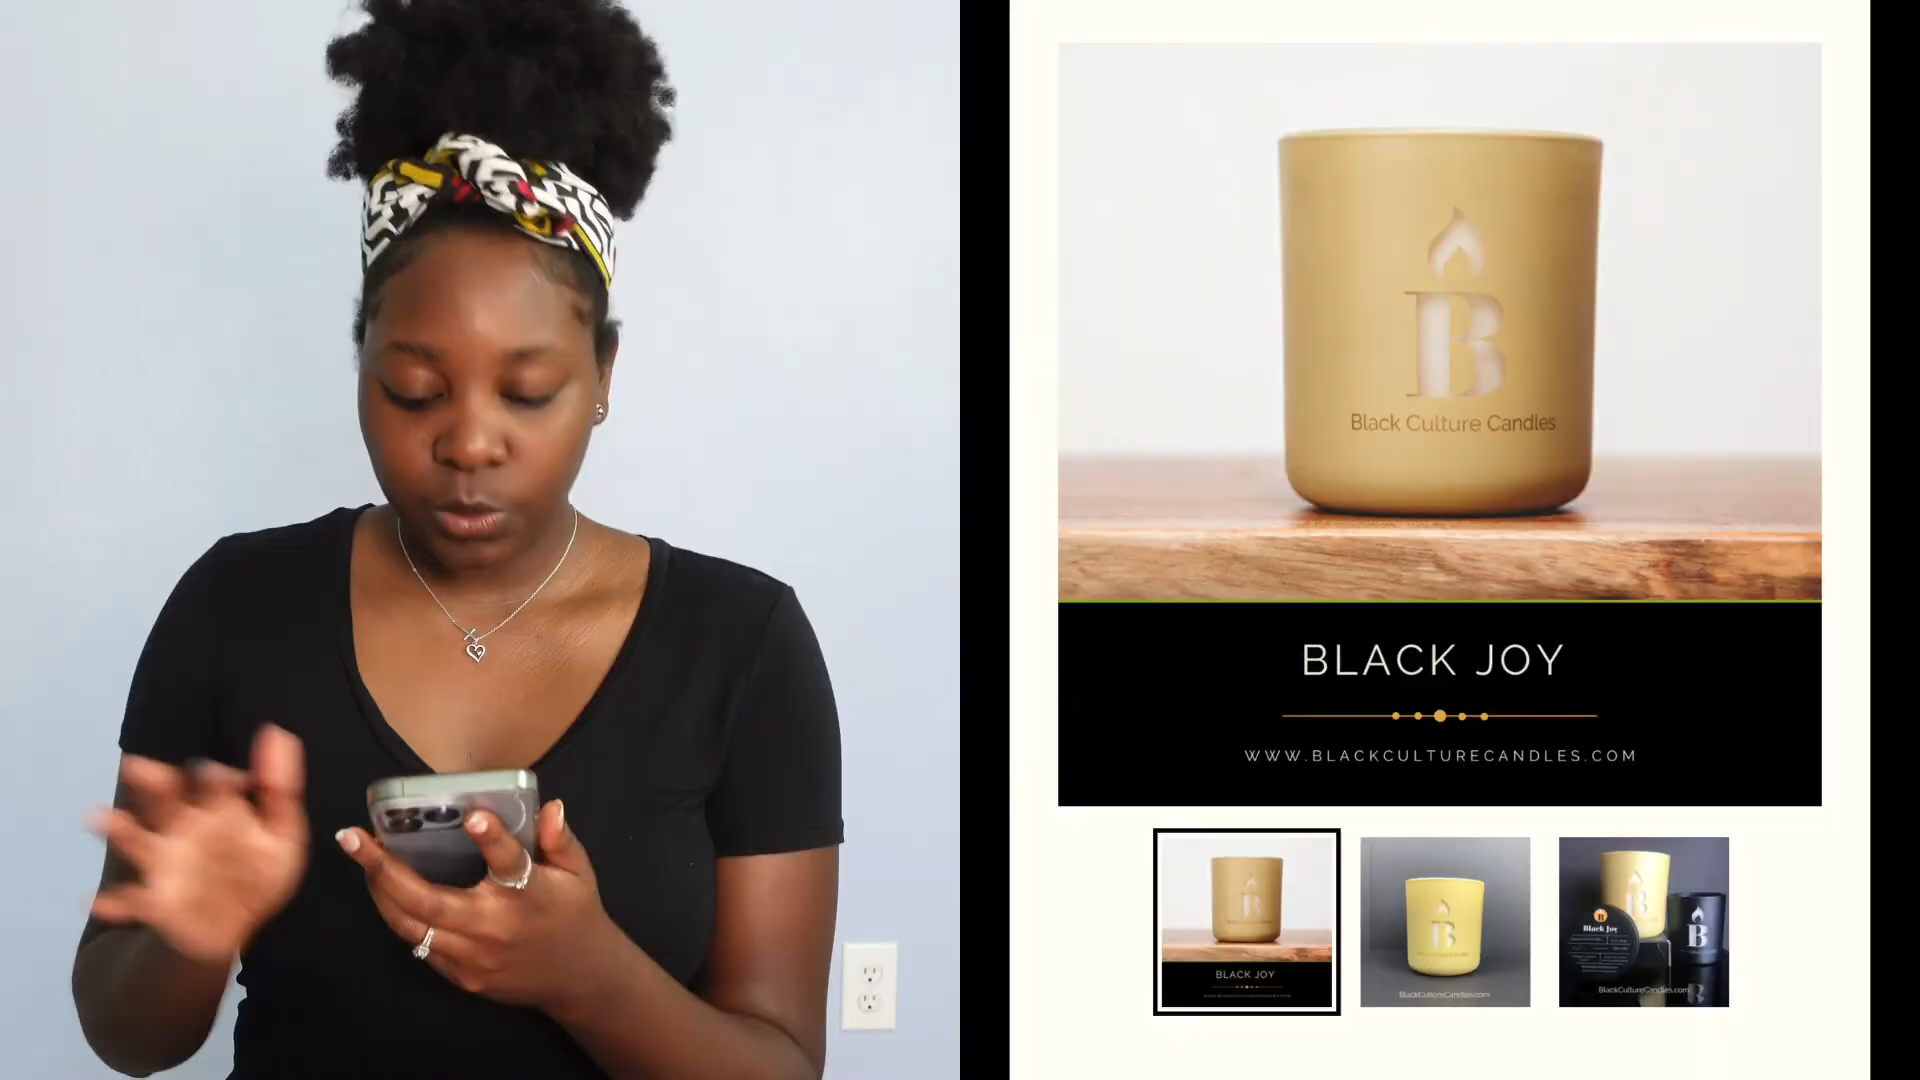 B
Black Culture Candles
BLACK JOY
WWW.BLACKCULTURECANDLES.COM
B
BLACK JOY
B
BlackCultureCandles.com
B
B
Black Joy
B
BlackCultureCandles.com